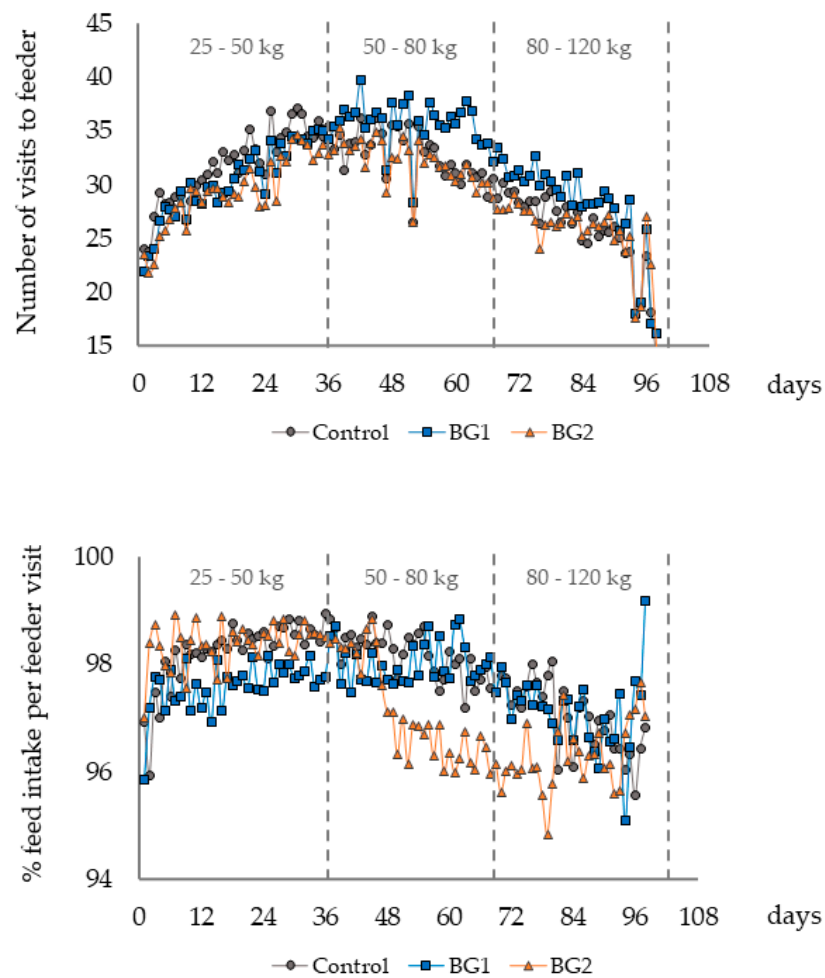 Number of visits to feeder
45
40
35
30
25
20
15
25 - 50 kg
50 - 80 kg
80 - 120 kg
0 12 24 36 48 60 72 84 96 108 days
Control BG1 BG2
% feed intake per feeder visit
100
98
96
94
25 - 50 kg
50 - 80 kg
80 - 120 kg
0 12 24 36 48 60 72 84 96 108 days
Control BG1 BG2